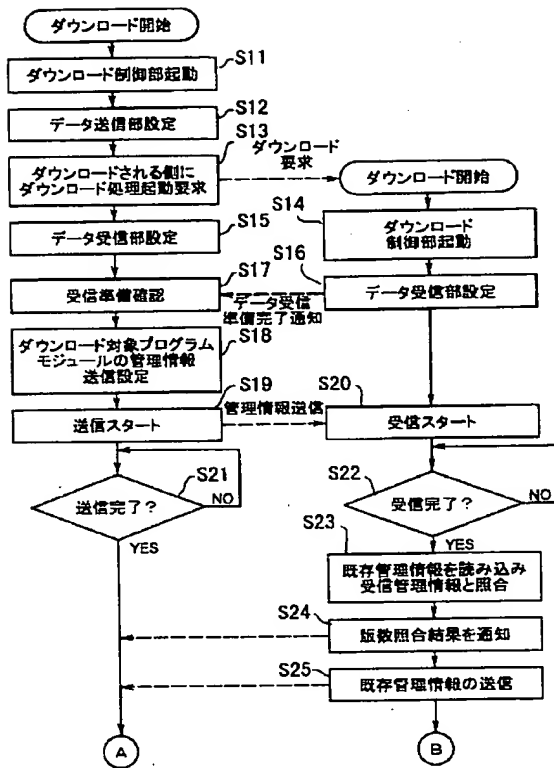 ダウンロード開始
S11
ダウンロード制御部起動
S12
データ送信部設定
S13
ダウンロードされる側に
ダウンロード処理起動要求
ダウンロード
要求
ダウンロード開始
S14
ダウンロード
制御部起動
S15
データ受信部設定
S16
データ受信部設定
S17
受信準備確認
データ受信
準備完了通知
S18
ダウンロード対象プログラム
モジュールの管理情報
送信設定
S19
送信スタート
管理情報送信
S20
受信スタート
S21
送信完了?
NO
YES
S22
受信完了?
NO
YES
S23
既存管理情報を読み込み
受信管理情報と照合
S24
版数照合結果を通知
S25
既存管理情報の送信
A
B